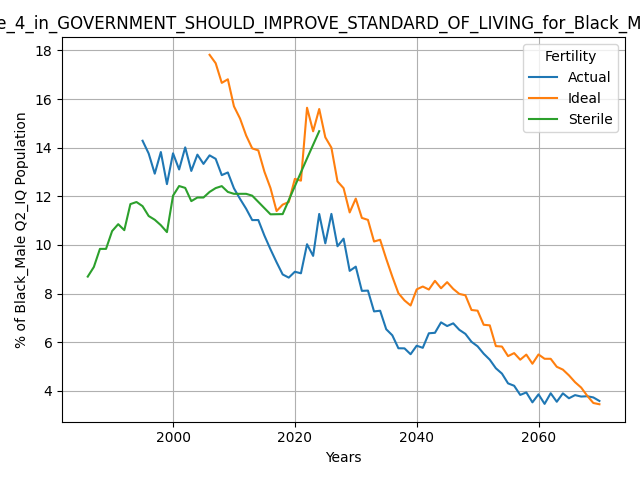 e_4_in_GOVERNMENT_SHOULD_IMPROVE_STANDARD_OF_LIVING_for_Black_M
18
16
14
12
10
8
6
4
% of Black_Male Q2_IQ Population
Fertility
Actual
Ideal
Sterile
2000
2020
2040
2060
Years